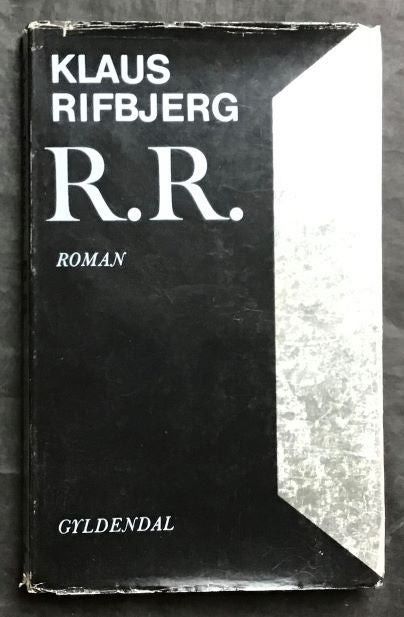 KLAUS
RIFBJERG
R.R.
ROMAN
GYLDENDAL